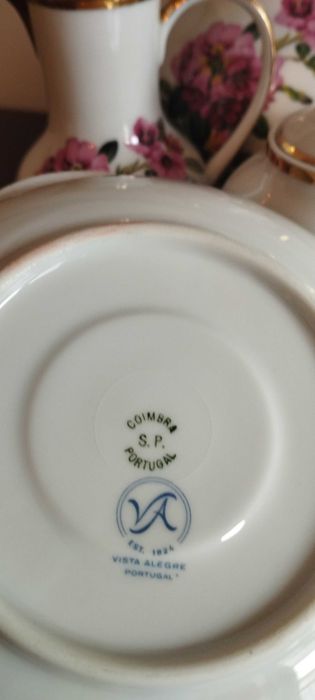 COIMBRA
S. P.
PORTUGAL
VA
EST. 1824
VISTA ALEGRE
PORTUGAL